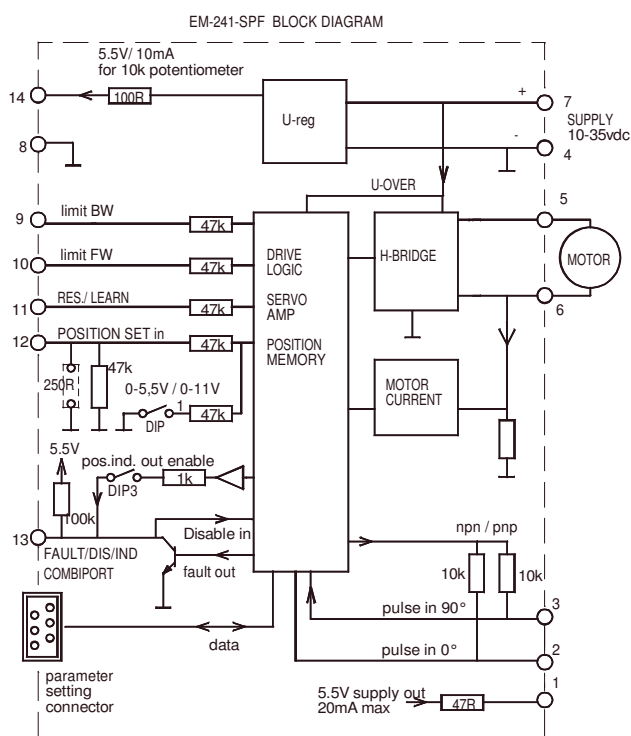 EM-241-SPF BLOCK DIAGRAM
5.5V/ 10mA
for 10k potentiometer
14
100R
U-reg
+
7
SUPPLY
10-35vdc
-
4
8
U-OVER
5
9
limit BW
47k
10
limit FW
47k
DRIVE
LOGIC
H-BRIDGE
MOTOR
11
RES./ LEARN
47k
SERVO
AMP
6
12
POSITION SET in
47k
POSITION
MEMORY
250R
47k
0-5,5V / 0-11V
1
DIP
47k
MOTOR
CURRENT
5.5V
pos.ind. out enable
DIP3
1k
100k
13
Disable in
FAULT/DIS/IND
COMBIPORT
fault out
npn / pnp
10k
10k
pulse in 90°
3
data
pulse in 0°
2
parameter
setting
connector
5.5V supply out
20mA max
47R
1